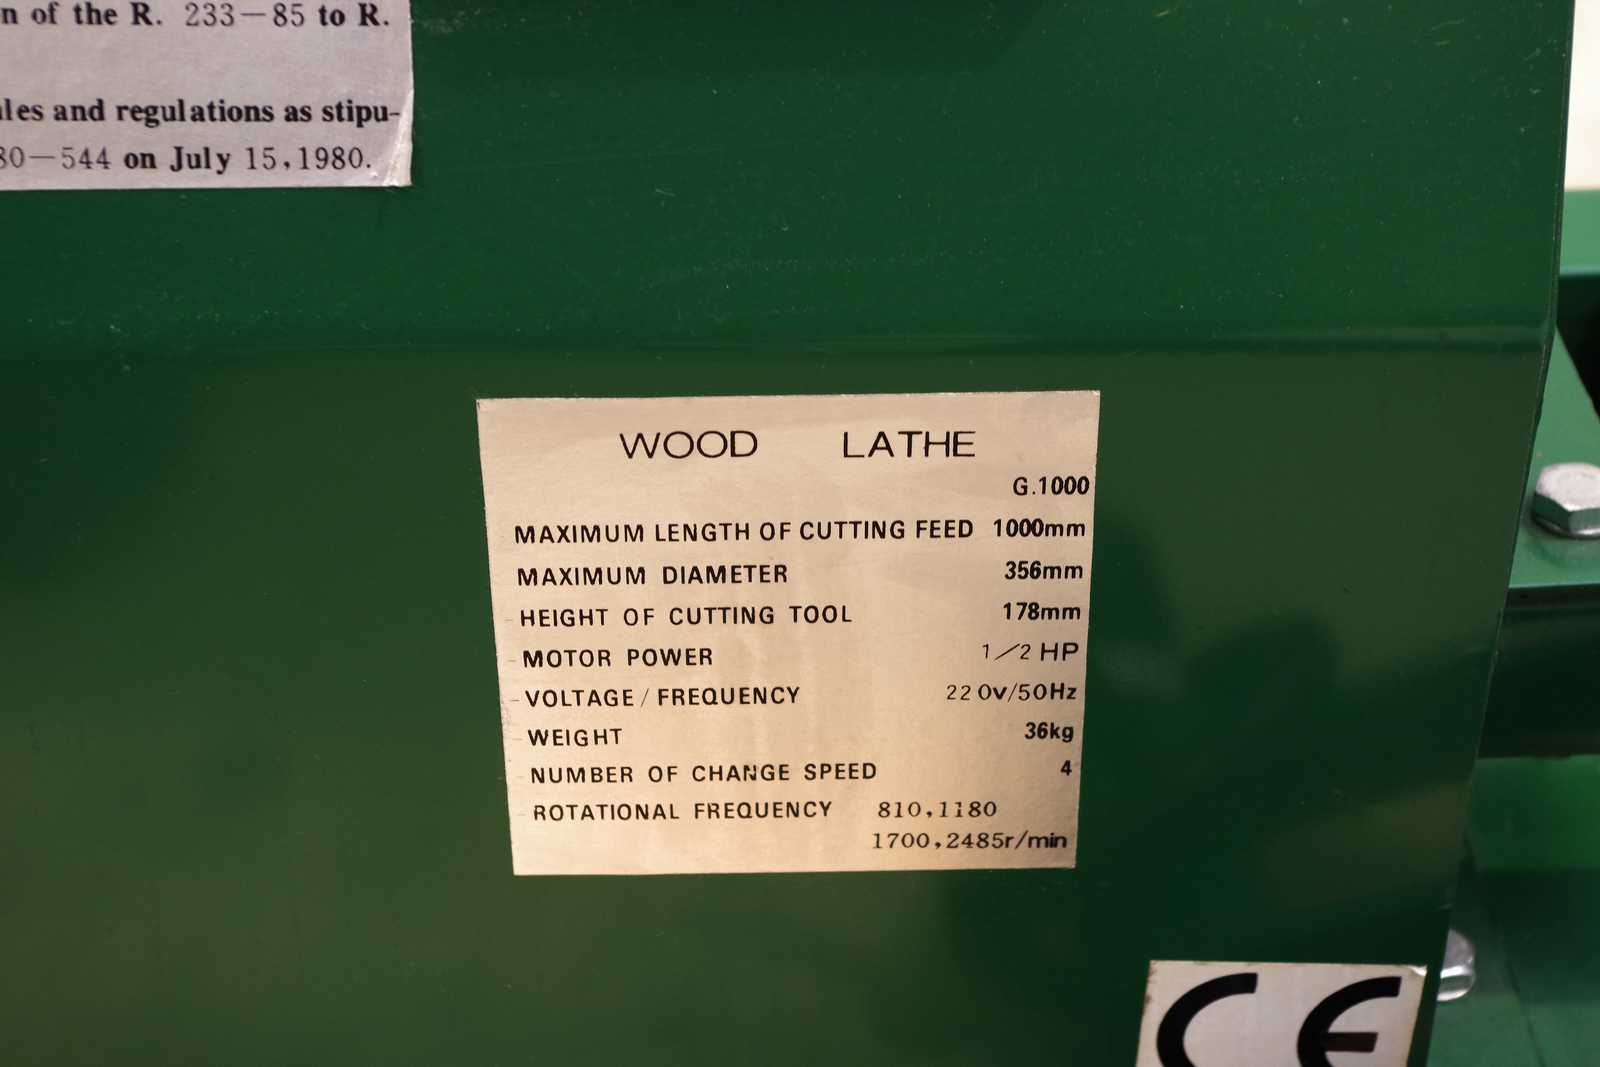 n of the R. 233-85 to R.
and regulations as stipu-
80-544 on July 15,1980.
WOOD LATHE
G.1000
MAXIMUM LENGTH OF CUTTING FEED 1000mm
MAXIMUM DIAMETER 356mm
HEIGHT OF CUTTING TOOL 178mm
MOTOR POWER 1/2 HP
VOLTAGE/FREQUENCY 220v/50Hz
WEIGHT 36kg
NUMBER OF CHANGE SPEED 4
ROTATIONAL FREQUENCY 810,1180
1700,2485r/min
CE